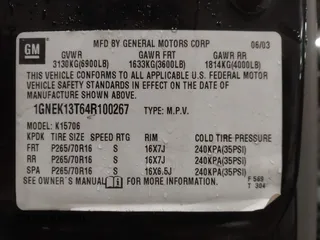 GM
MFD BY GENERAL MOTORS CORP 06/03
GVWR GAWR FRT GAWR RR
3130KG(6900LB) 1633KG(3600LB) 1814KG(4000LB)
THIS VEHICLE CONFORMS TO ALL APPLICABLE U.S. FEDERAL MOTOR
VEHICLE SAFETY STANDARDS IN EFFECT ON THE DATE OF
MANUFACTURE SHOWN ABOVE.
1GNEK13T64R100267 TYPE: M.P.V.
MODEL: K15706
KPG TIRE SIZE SPEED RTG RIM COLD TIRE PRESSURE
FRT P265/70R16 S 16X7J 240KPA(35PSI)
RR P265/70R16 S 16X7J 240KPA(35PSI)
SPA P265/70R16 S 16X6.5J 240KPA(35PSI)
SEE OWNER'S MANUAL FOR MORE INFORMATION. F 589
T 304